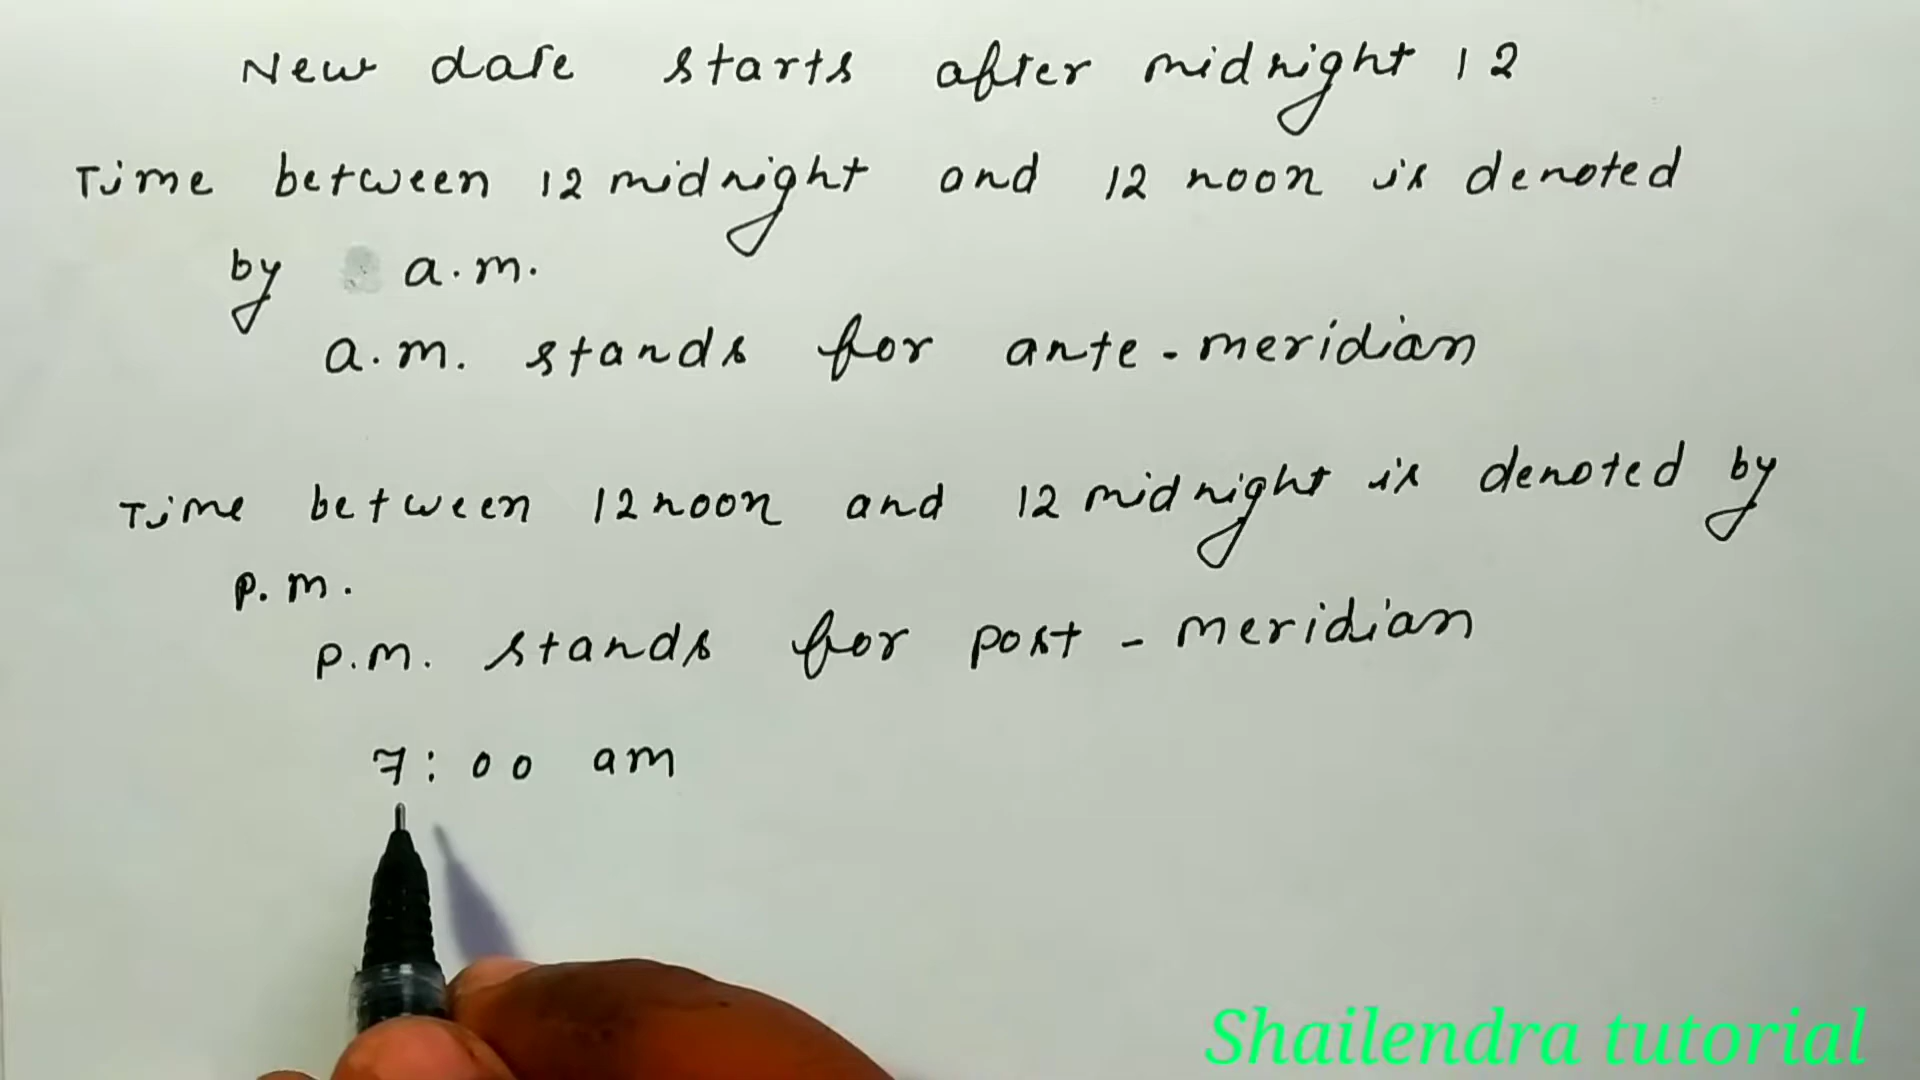 New date starts after midnight 12
Time between 12 midnight and 12 noon is denoted
by a.m.
a.m. stands for ante-meridian
Time between 12 noon and 12 midnight is denoted by
p.m.
p.m. stands for post-meridian
7:00 am
Shailendra tutorial